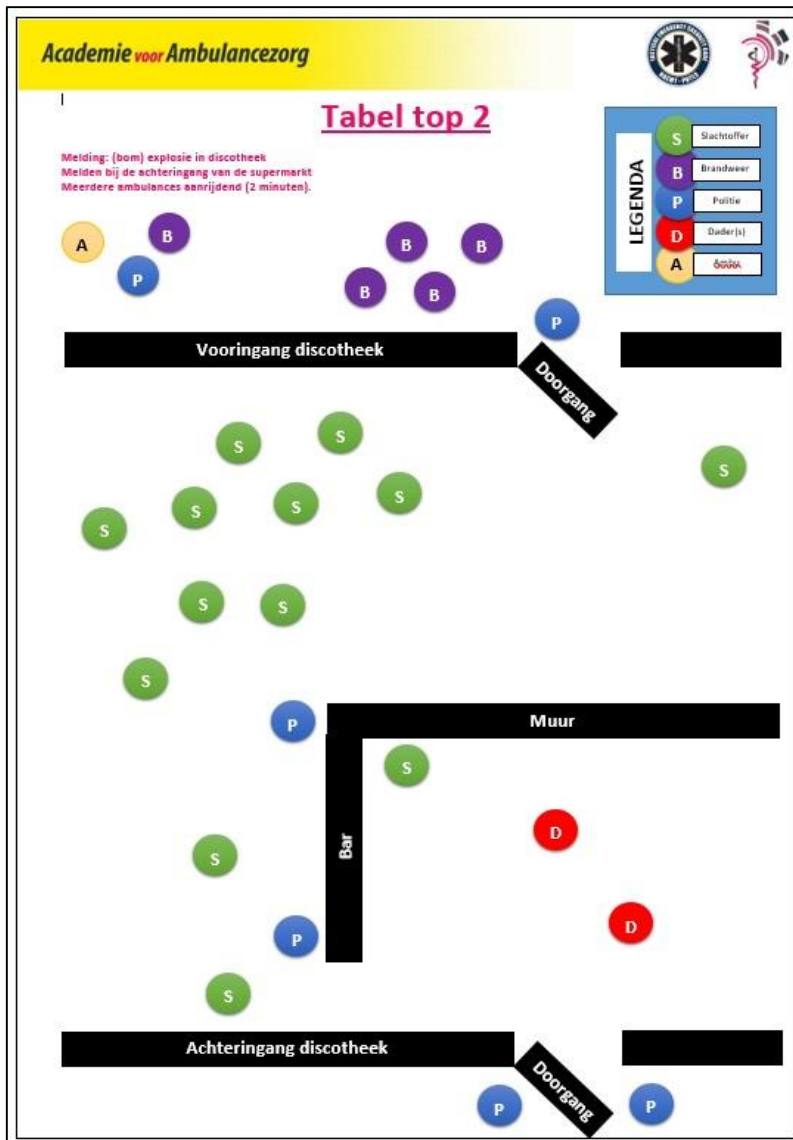 Academie voor Ambulancezorg
Tabel top 2
Melding: (bom) explosie in discotheek
Melden bij de achteringang van de supermarkt
Meerdere ambulances aanrijdend (2 minuten).
LEGENDA
S Slachtoffer
B Brandweer
P Politie
D Dader(s)
A Ambu
A
B
P
B
B
B
B
P
Vooringang discotheek
Doorgang
S
S
S
S
S
S
S
S
S
S
P
Muur
S
Bar
D
S
D
P
S
Achteringang discotheek
Doorgang
P
P